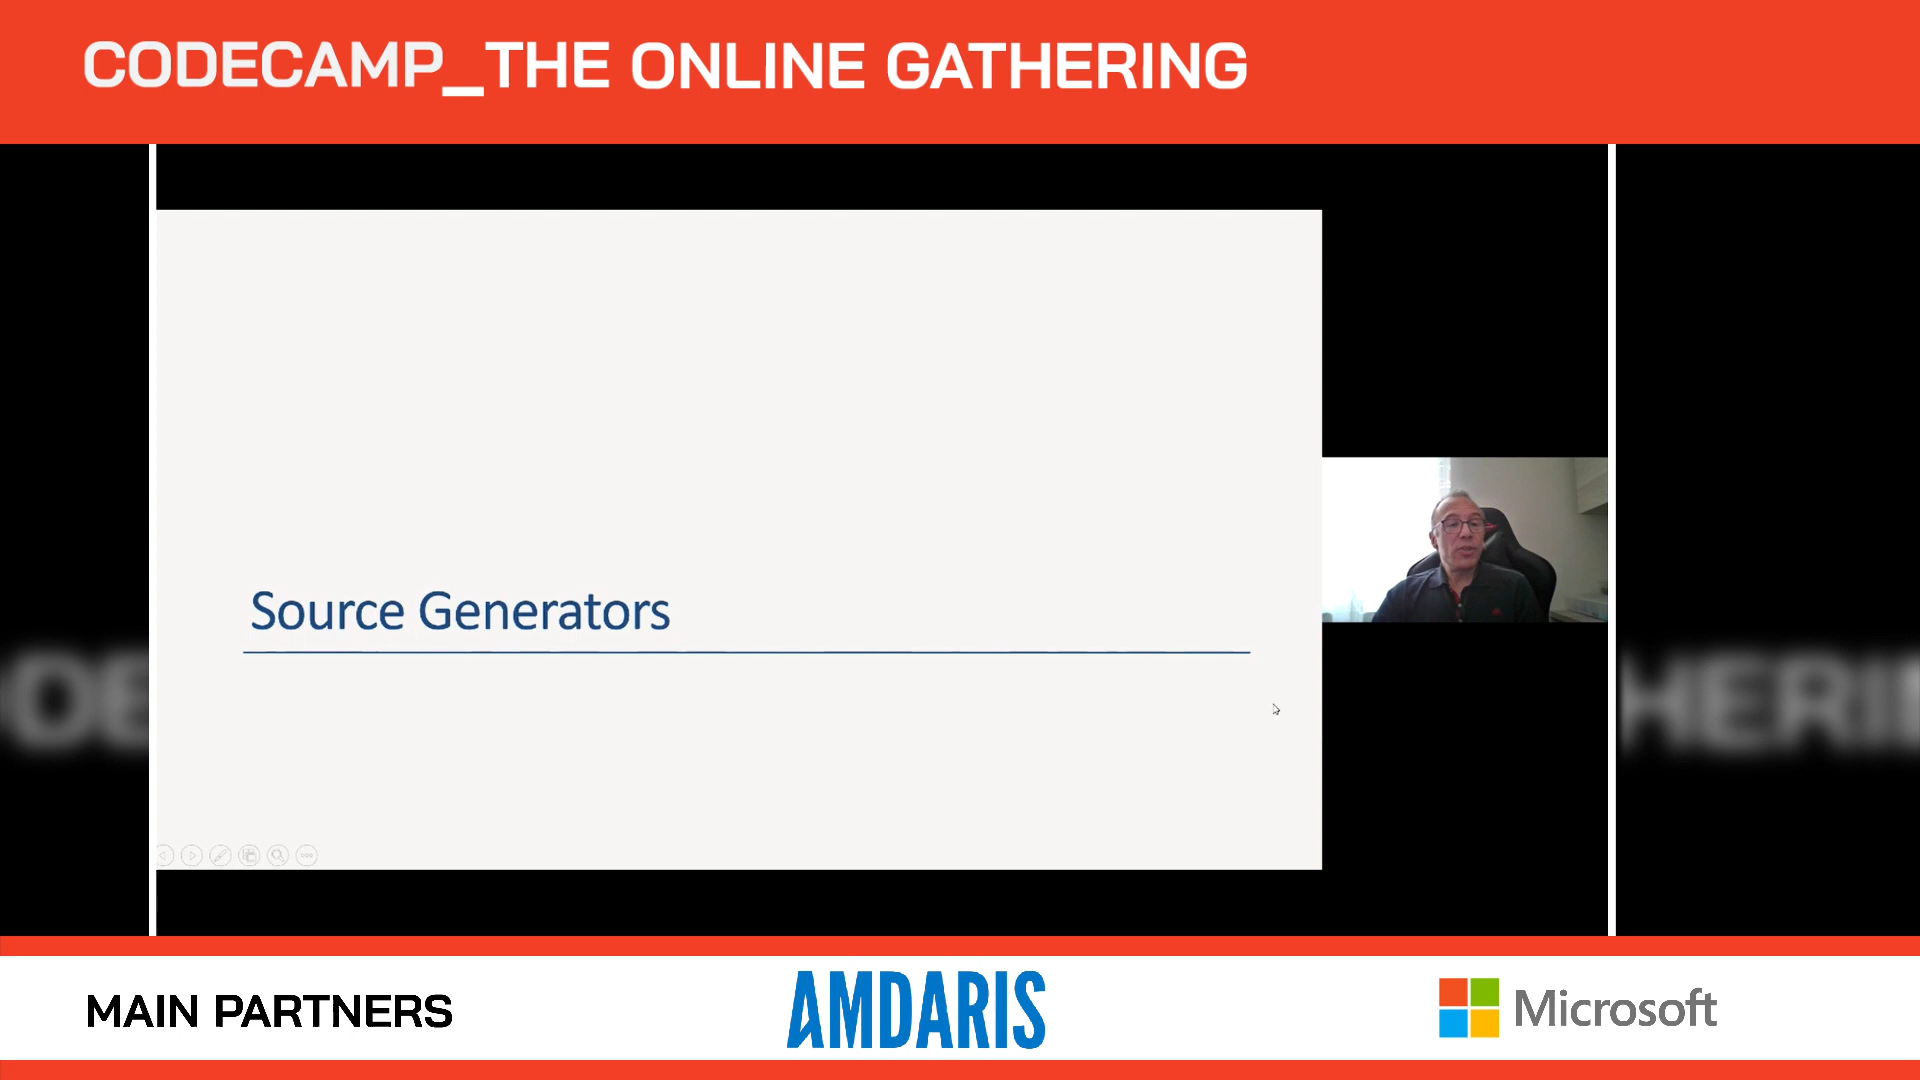 CODECAMP_THE ONLINE GATHERING
Source Generators
MAIN PARTNERS
AMDARIS
Microsoft